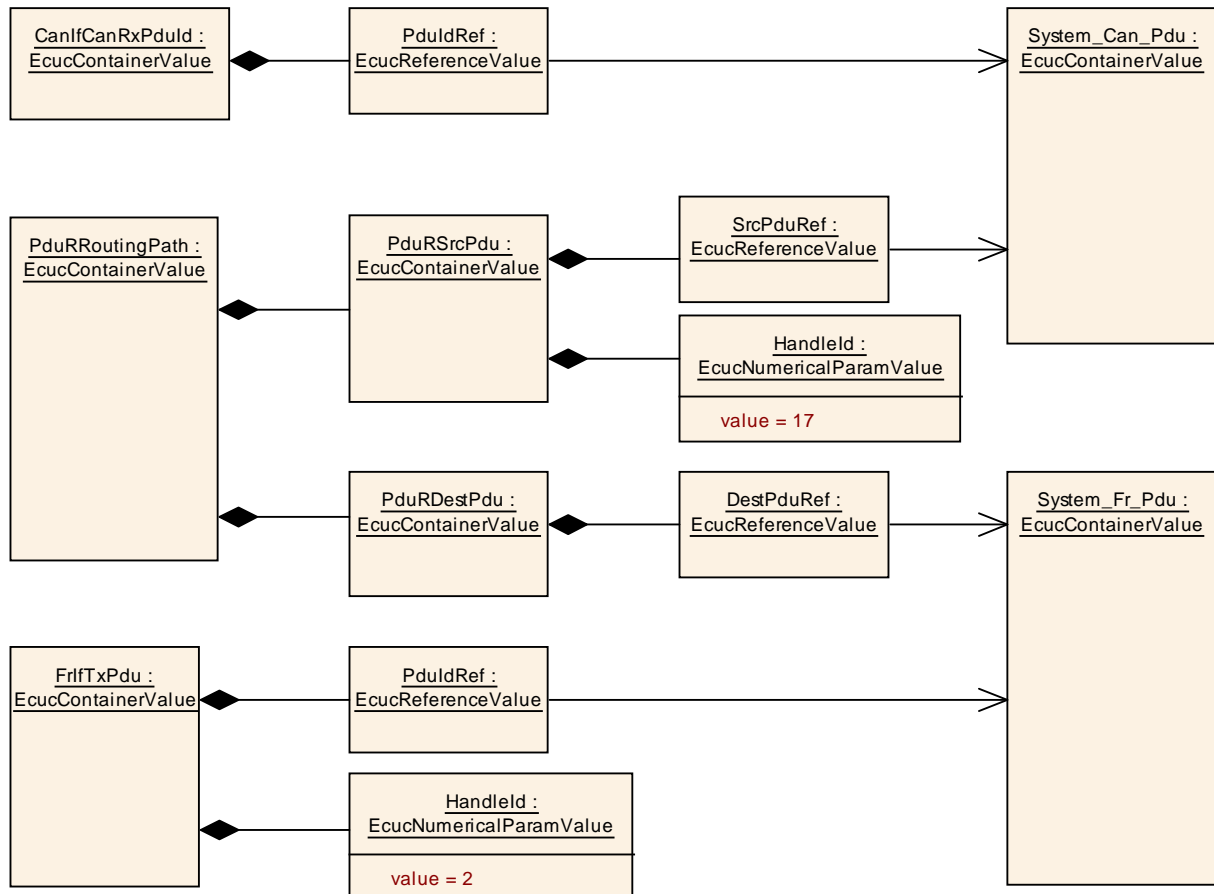 CanIfCanRxPduId :
EcucContainerValue
PduIdRef :
EcucReferenceValue
System_Can_Pdu :
EcucContainerValue
PduRRoutingPath :
EcucContainerValue
PduRSrcPdu :
EcucContainerValue
SrcPduRef :
EcucReferenceValue
HandleId :
EcucNumericalParamValue
value = 17
PduRDestPdu :
EcucContainerValue
DestPduRef :
EcucReferenceValue
System_Fr_Pdu :
EcucContainerValue
FrIfTxPdu :
EcucContainerValue
PduIdRef :
EcucReferenceValue
HandleId :
EcucNumericalParamValue
value = 2